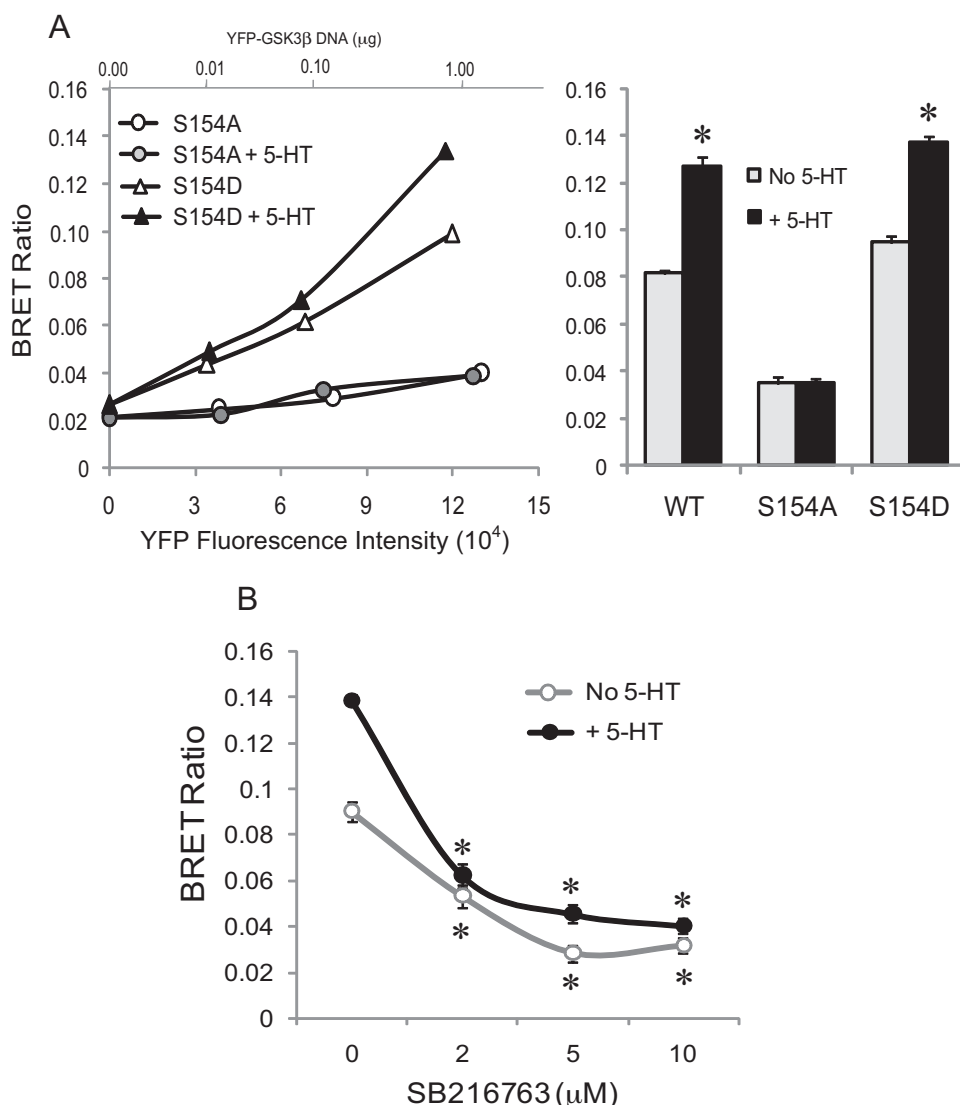 A
YFP-GSK3β DNA (μg)
0.00 0.01 0.10 1.00
0.16
0.14
0.12
0.10
0.08
0.06
0.04
0.02
0
BRET Ratio
S154A
S154A + 5-HT
S154D
S154D + 5-HT
0 3 6 9 12 15
YFP Fluorescence Intensity (10⁴)
0.16
0.14
0.12
0.10
0.08
0.06
0.04
0.02
0
*
*
No 5-HT
+ 5-HT
WT S154A S154D
B
0.16
0.14
0.12
0.1
0.08
0.06
0.04
0.02
0
BRET Ratio
No 5-HT
+ 5-HT
* * *
* * *
0 2 5 10
SB216763 (μM)